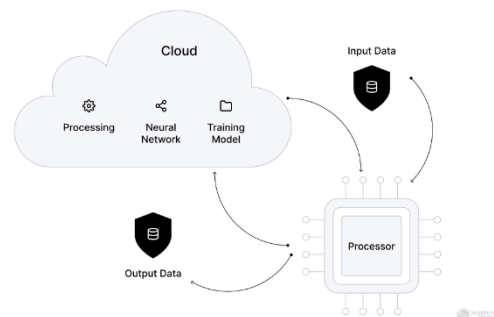 Cloud
Input Data
Processing
Neural
Network
Training
Model
Processor
Output Data